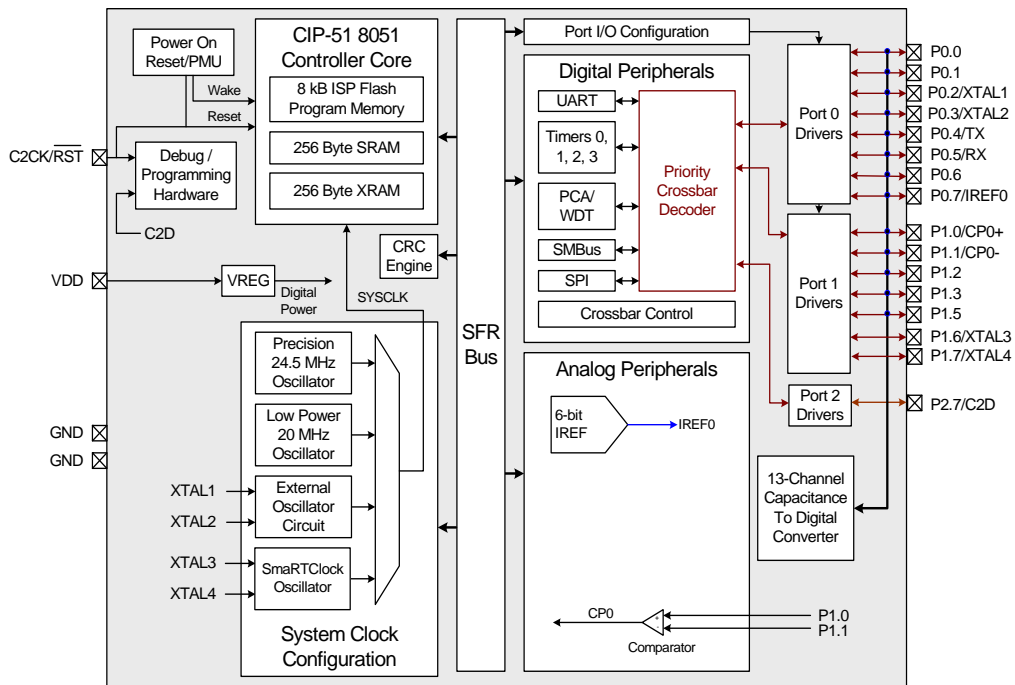 Power On
Reset/PMU
Wake
Reset
C2CK/RST
Debug /
Programming
Hardware
C2D
VDD
VREG
Digital
Power
GND
GND
CIP-51 8051
Controller Core
8 kB ISP Flash
Program Memory
256 Byte SRAM
256 Byte XRAM
CRC
Engine
SYSCLK
Precision
24.5 MHz
Oscillator
Low Power
20 MHz
Oscillator
XTAL1
XTAL2
External
Oscillator
Circuit
XTAL3
XTAL4
SmaRTClock
Oscillator
System Clock
Configuration
SFR
Bus
Port I/O Configuration
Digital Peripherals
UART
Timers 0,
1, 2, 3
PCA/
WDT
SMBus
SPI
Priority
Crossbar
Decoder
Crossbar Control
Analog Peripherals
6-bit
IREF
IREF0
CP0
+
-
Comparator
P1.0
P1.1
Port 0
Drivers
Port 1
Drivers
Port 2
Drivers
13-Channel
Capacitance
To Digital
Converter
P0.0
P0.1
P0.2/XTAL1
P0.3/XTAL2
P0.4/TX
P0.5/RX
P0.6
P0.7/IREF0
P1.0/CP0+
P1.1/CP0-
P1.2
P1.3
P1.5
P1.6/XTAL3
P1.7/XTAL4
P2.7/C2D